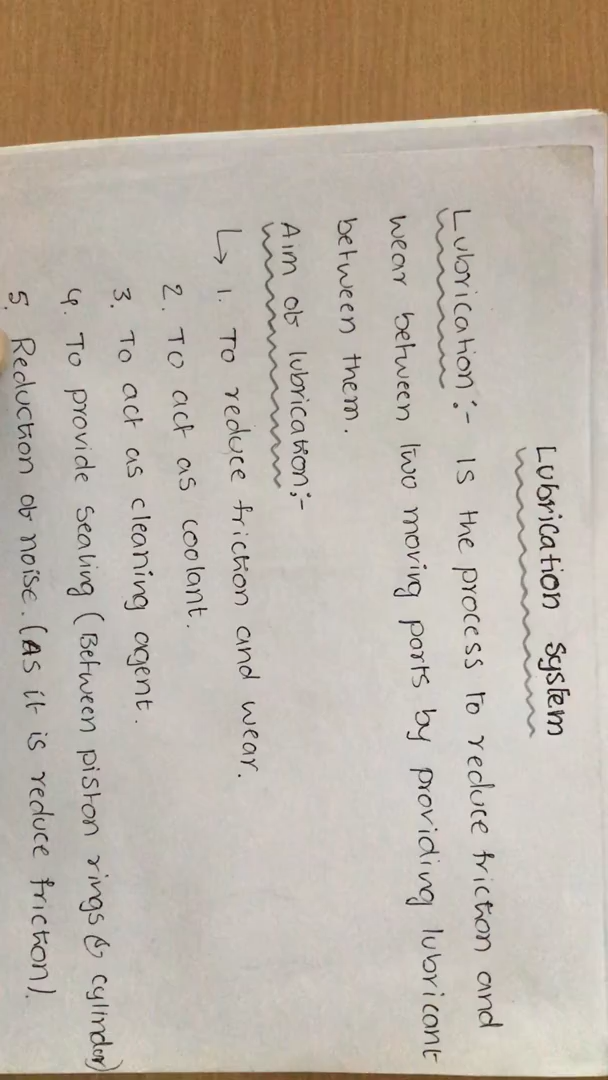 Lubrication System
Lubrication :- Is the process to reduce friction and
wear between two moving parts by providing lubricant
between them.
Aim of lubrication :-
↳ 1. To reduce friction and wear.
2. To act as coolant.
3. To act as cleaning agent.
4. To provide sealing (Between piston rings & cylinder)
5. Reduction of noise. (As it is reduce friction).